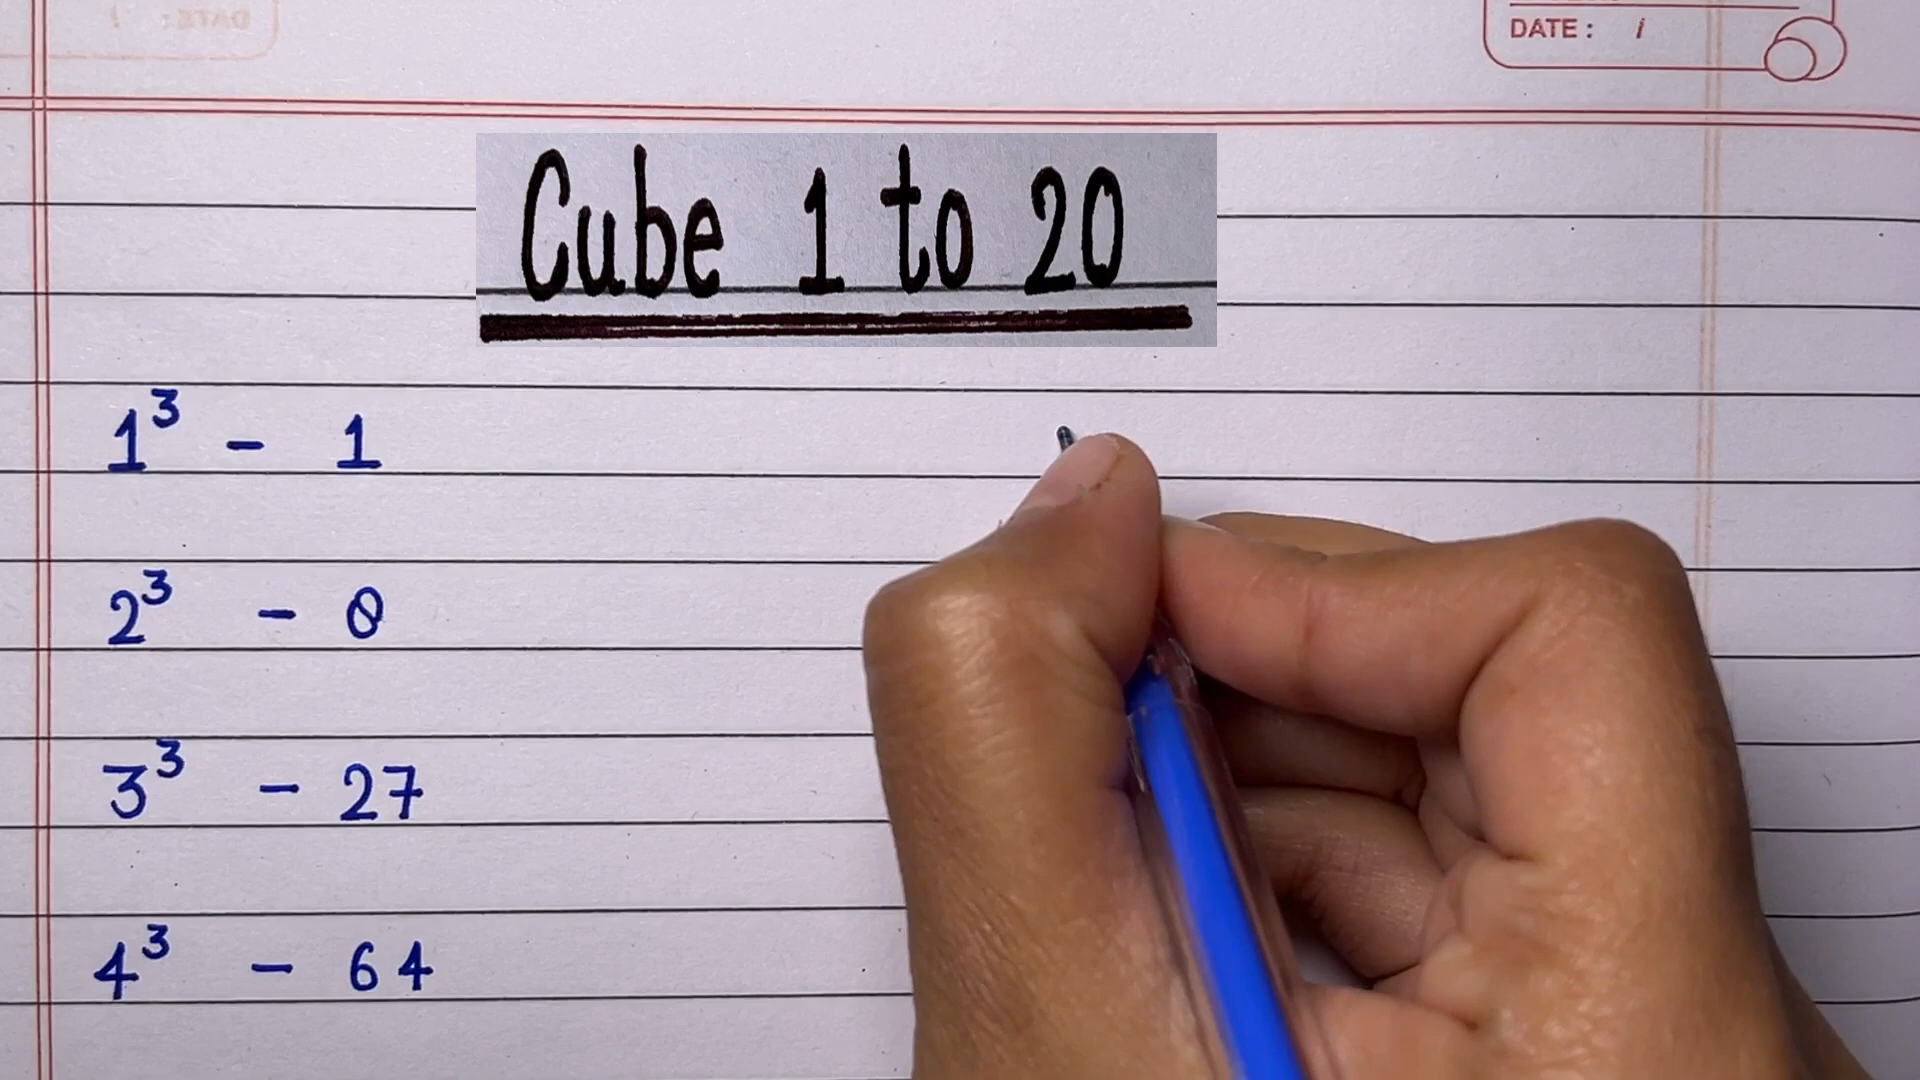 DATE : /
Cube 1 to 20
1³ - 1
2³ - 8
3³ - 27
4³ - 64